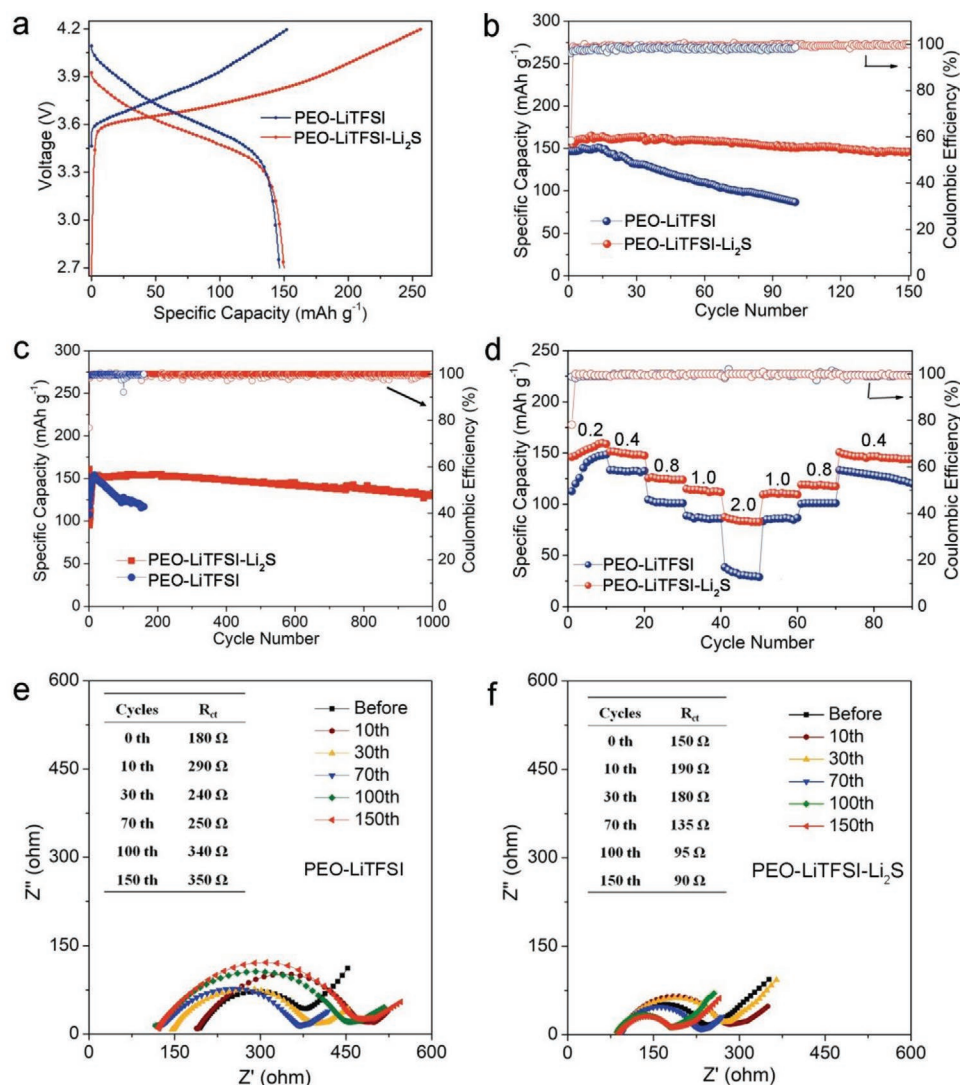 a
4.2
3.9
3.6
3.3
3.0
2.7
Voltage (V)
PEO-LiTFSI
PEO-LiTFSI-Li₂S
0 50 100 150 200 250
Specific Capacity (mAh g⁻¹)
b
300
250
200
150
100
50
0
Specific Capacity (mAh g⁻¹)
PEO-LiTFSI
PEO-LiTFSI-Li₂S
100
80
60
40
20
0
Coulombic Efficiency (%)
0 30 60 90 120 150
Cycle Number
c
300
250
200
150
100
50
0
Specific Capacity (mAh g⁻¹)
PEO-LiTFSI-Li₂S
PEO-LiTFSI
100
80
60
40
20
0
Coulombic Efficiency (%)
0 200 400 600 800 1000
Cycle Number
d
250
200
150
100
50
0
Specific Capacity (mAh g⁻¹)
0.2 0.4 0.8 1.0 2.0 1.0 0.8 0.4
PEO-LiTFSI
PEO-LiTFSI-Li₂S
100
80
60
40
20
0
Coulombic Efficiency (%)
0 20 40 60 80
Cycle Number
e
600
450
300
150
0
Z'' (ohm)
Cycles R_ct
0 th 180 Ω
10 th 290 Ω
30 th 240 Ω
70 th 250 Ω
100 th 340 Ω
150 th 350 Ω
Before
10th
30th
70th
100th
150th
PEO-LiTFSI
0 150 300 450 600
Z' (ohm)
f
600
450
300
150
0
Z'' (ohm)
Cycles R_ct
0 th 150 Ω
10 th 190 Ω
30 th 180 Ω
70 th 135 Ω
100 th 95 Ω
150 th 90 Ω
Before
10th
30th
70th
100th
150th
PEO-LiTFSI-Li₂S
0 150 300 450 600
Z' (ohm)